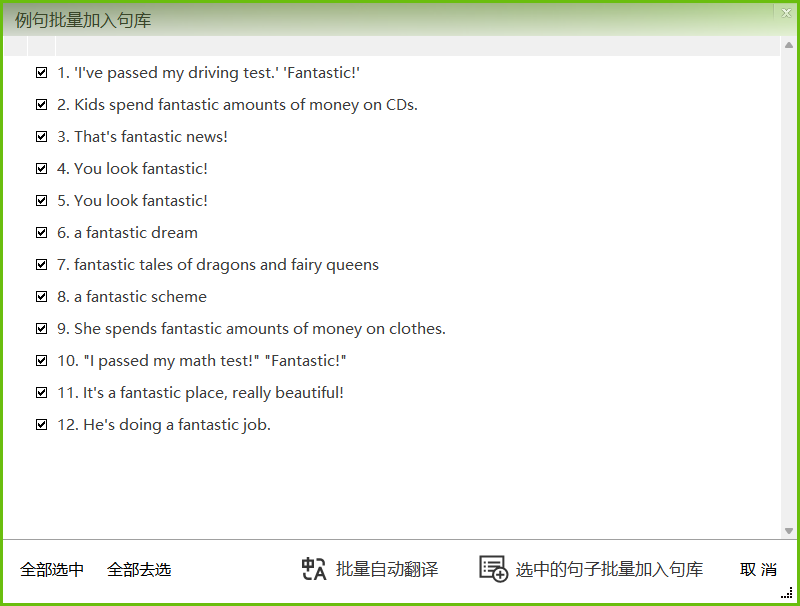 例句批量加入句库
1. 'I've passed my driving test.' 'Fantastic!'
2. Kids spend fantastic amounts of money on CDs.
3. That's fantastic news!
4. You look fantastic!
5. You look fantastic!
6. a fantastic dream
7. fantastic tales of dragons and fairy queens
8. a fantastic scheme
9. She spends fantastic amounts of money on clothes.
10. "I passed my math test!" "Fantastic!"
11. It's a fantastic place, really beautiful!
12. He's doing a fantastic job.
全部选中 全部去选 批量自动翻译 选中的句子批量加入句库 取 消